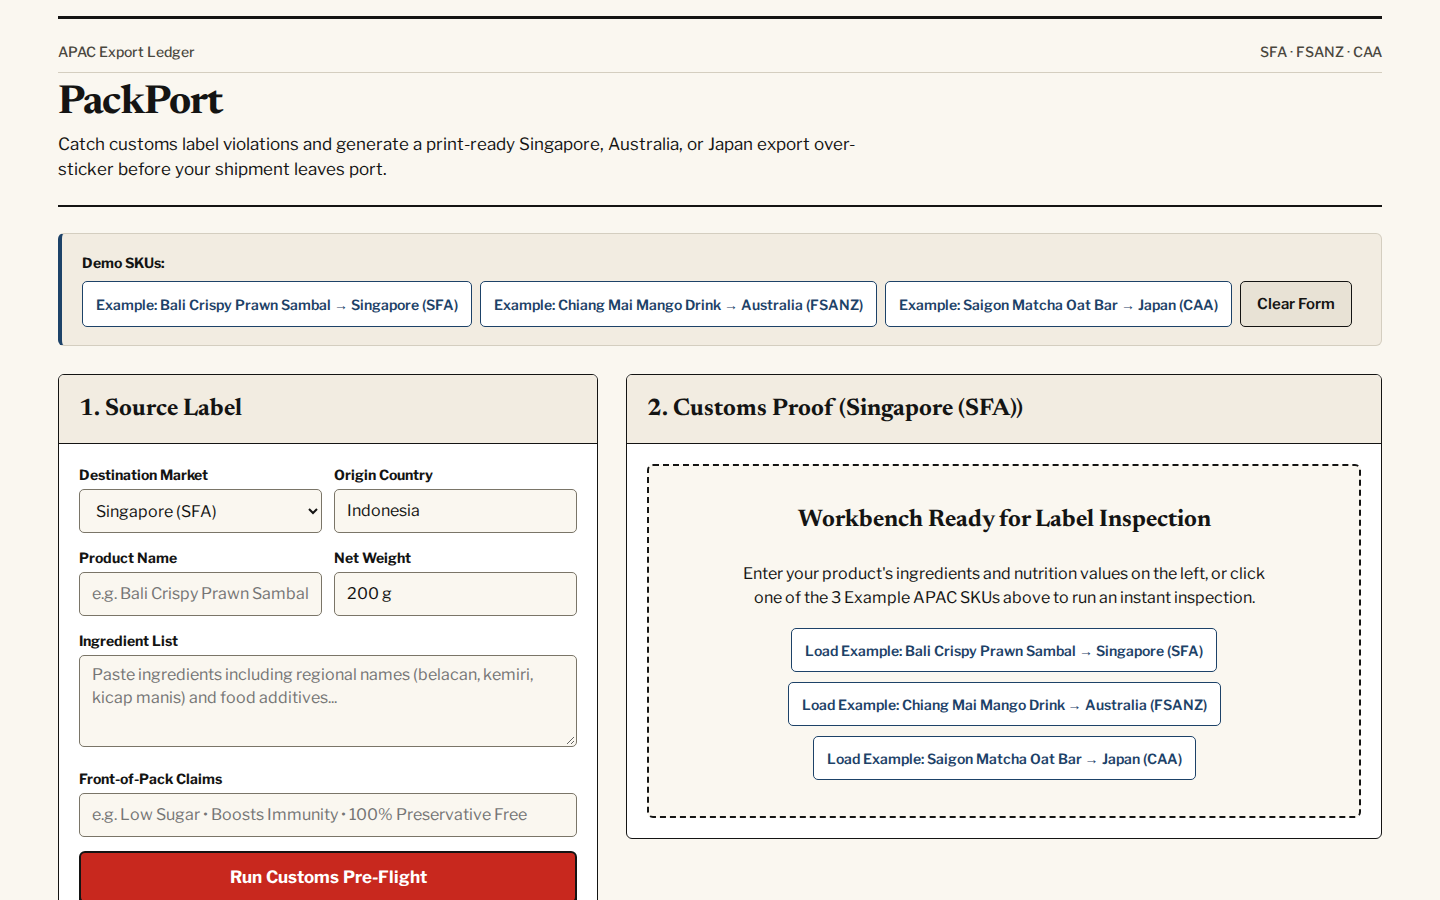 APAC Export Ledger
SFA · FSANZ · CAA
PackPort
Catch customs label violations and generate a print-ready Singapore, Australia, or Japan export over-
sticker before your shipment leaves port.
Demo SKUs:
Example: Bali Crispy Prawn Sambal → Singapore (SFA)
Example: Chiang Mai Mango Drink → Australia (FSANZ)
Example: Saigon Matcha Oat Bar → Japan (CAA)
Clear Form
1. Source Label
Destination Market
Origin Country
Singapore (SFA)
Indonesia
Product Name
Net Weight
e.g. Bali Crispy Prawn Sambal
200 g
Ingredient List
Paste ingredients including regional names (belacan, kemiri,
kicap manis) and food additives...
Front-of-Pack Claims
e.g. Low Sugar • Boosts Immunity • 100% Preservative Free
Run Customs Pre-Flight
2. Customs Proof (Singapore (SFA))
Workbench Ready for Label Inspection
Enter your product's ingredients and nutrition values on the left, or click
one of the 3 Example APAC SKUs above to run an instant inspection.
Load Example: Bali Crispy Prawn Sambal → Singapore (SFA)
Load Example: Chiang Mai Mango Drink → Australia (FSANZ)
Load Example: Saigon Matcha Oat Bar → Japan (CAA)